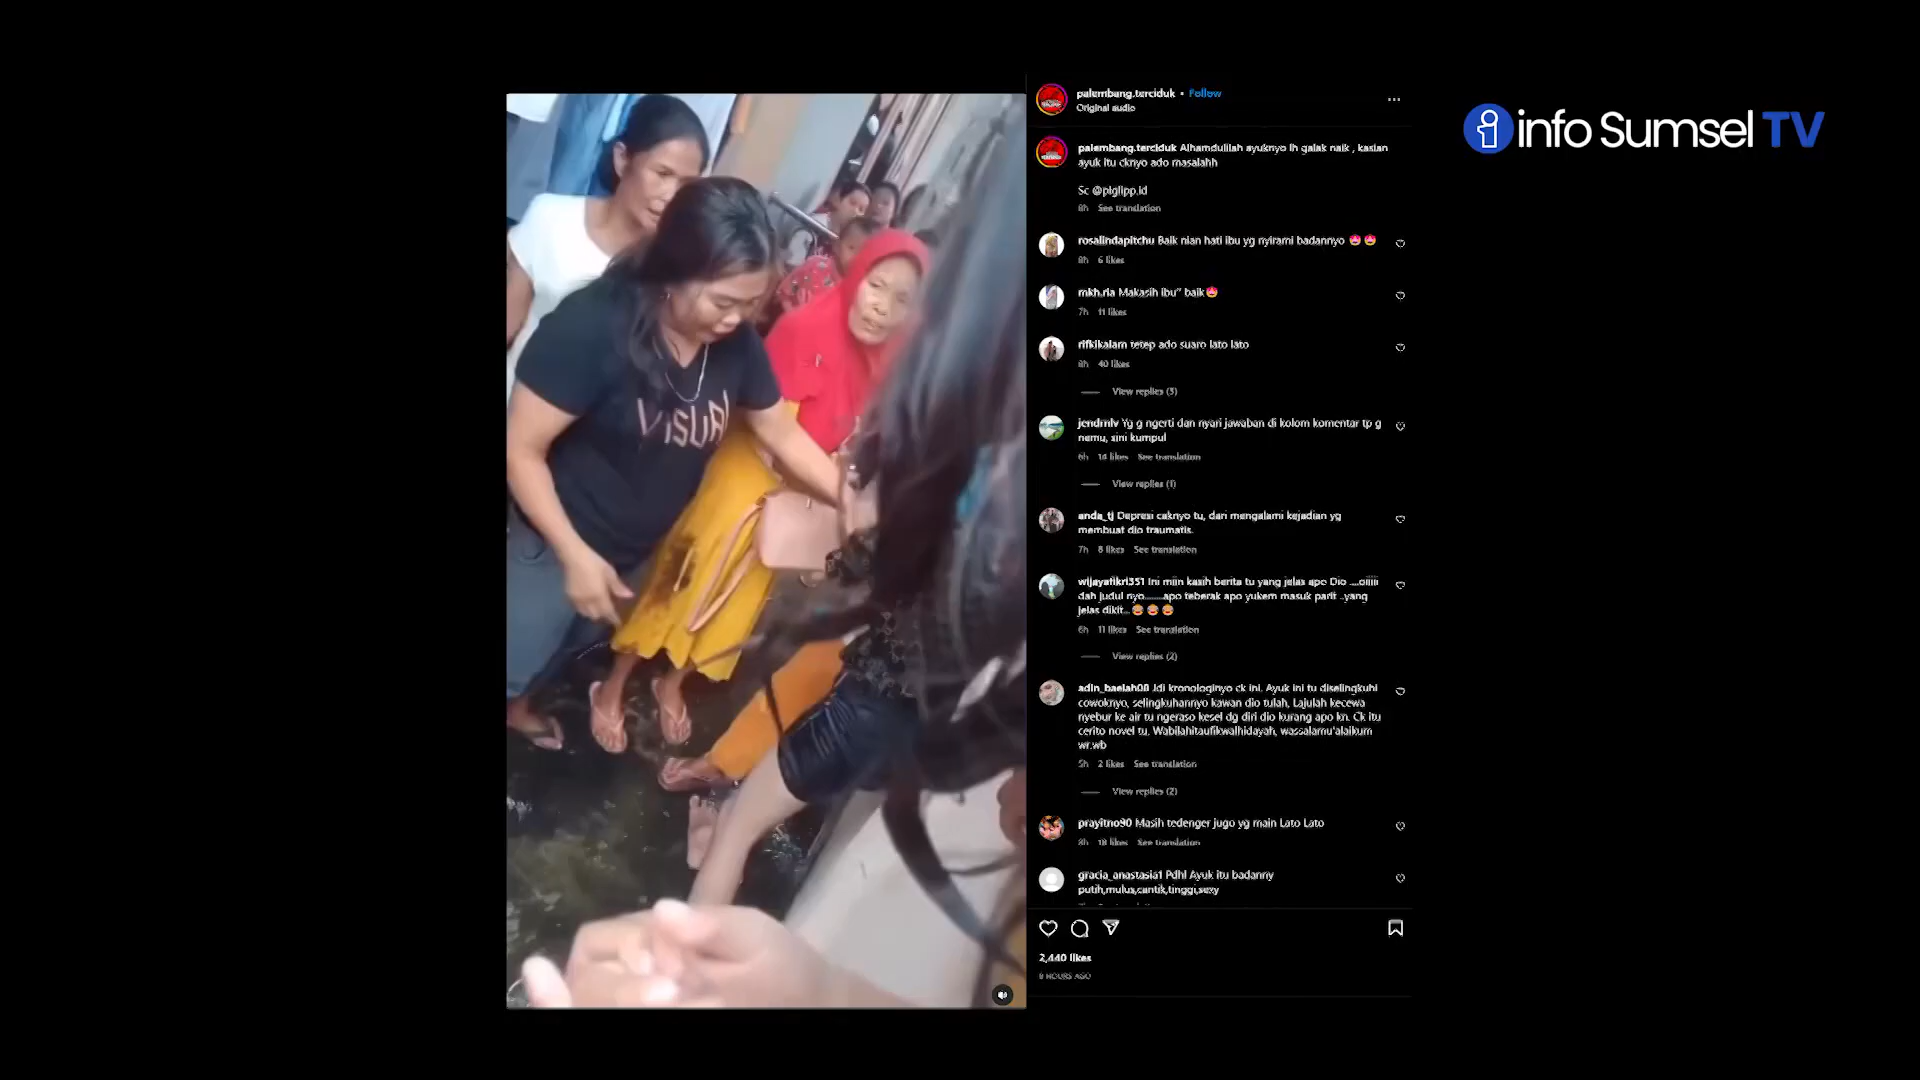 palembang.terciduk • Follow
Original audio
info Sumsel TV
palembang.terciduk Alhamdulilah ayuknyo lh galak naik , kasian
ayuk itu cknyo ado masalahh
Sc @plglipp.id
8h See translation
rosalindapitchu Baik nian hati ibu yg nyirami badannyo 🤩 🤩
8h 6 likes
mkh.ria Makasih ibu" baik🤩
7h 11 likes
rifkikalam tetep ado suaro lato lato
8h 40 likes
View replies (3)
jendrnlv Yg g ngerti dan nyari jawaban di kolom komentar tp g
nemu, sini kumpul
6h 14 likes See translation
View replies (1)
anda_tj Depresi caknyo tu, dari mengalami kejadian yg
membuat dio traumatis.
7h 8 likes See translation
wijayafikri351 Ini miin kasih berita tu yang jelas apo Dio ....oiiiii
dah judul nyo........apo teberak apo yukem masuk parit ..yang
jelas dikit...
6h 11 likes See translation
View replies (2)
adin_baelah08 Jdi kronologinyo ck ini, Ayuk ini tu diselingkuhi
cowoknyo, selingkuhannyo kawan dio tulah, Lajulah kecewa
nyebur ke air tu ngeraso kesel dg diri dio kurang apo kn. Ck itu
cerito novel tu, Wabilahitaufikwalhidayah, wassalamu'alaikum
wr.wb
5h 2 likes See translation
View replies (2)
prayitno90 Masih tedenger jugo yg main Lato Lato
8h 18 likes See translation
gracia_anastasia1 Pdhl Ayuk itu badanny
putih,mulus,cantik,tinggi,sexy
2,440 likes
HOURS AGO
VISUAL